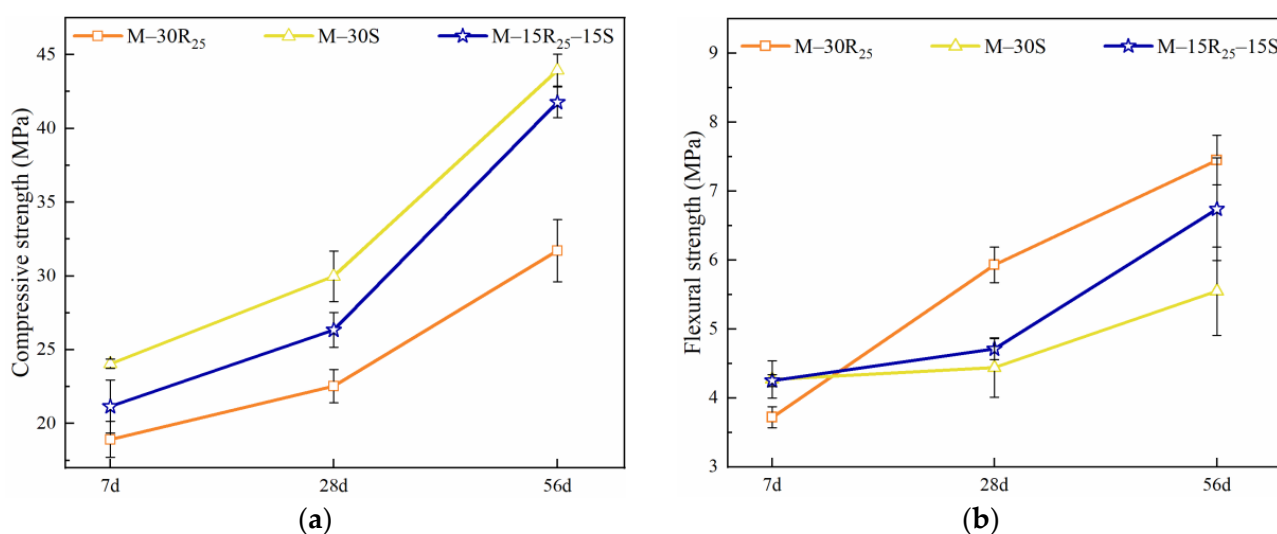 M–30R₂₅ M–30S M–15R₂₅–15S
45
40
35
30
25
20
Compressive strength (MPa)
7d 28d 56d
(a)
M–30R₂₅ M–30S M–15R₂₅–15S
9
8
7
6
5
4
3
Flexural strength (MPa)
7d 28d 56d
(b)